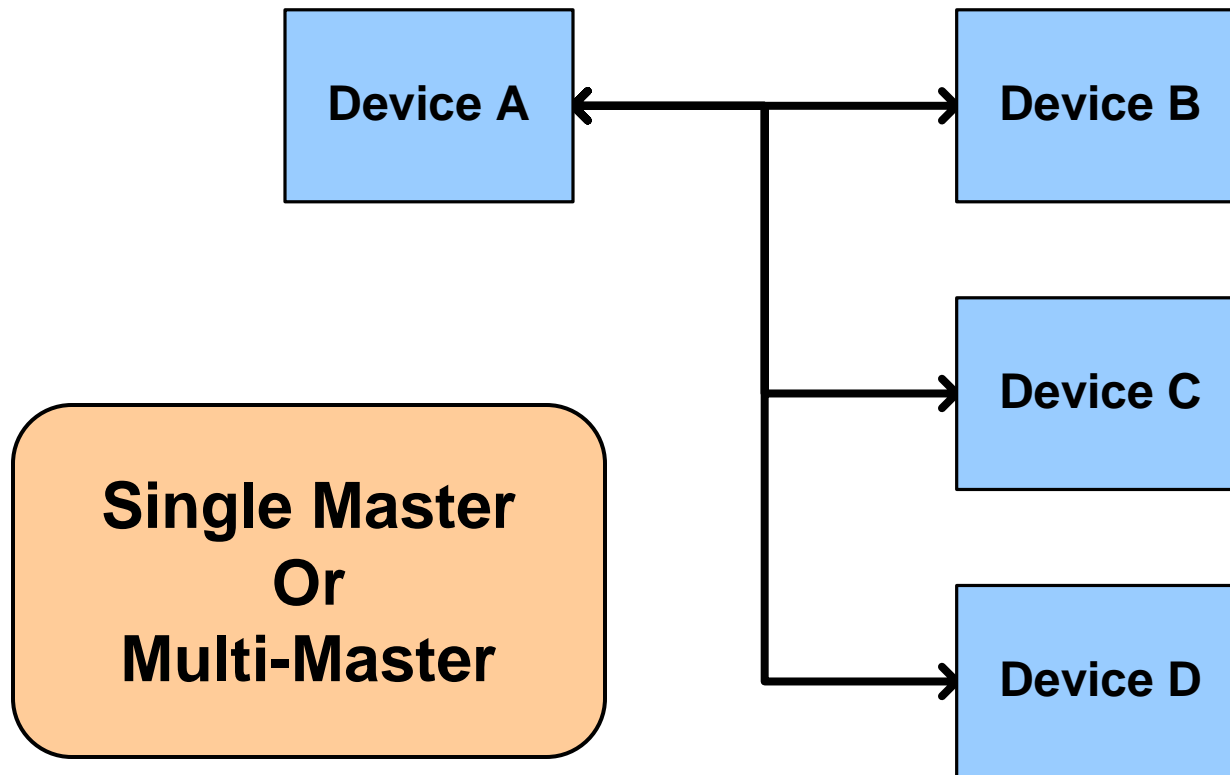 Device A
Device B
Device C
Single Master
Or
Multi-Master
Device D